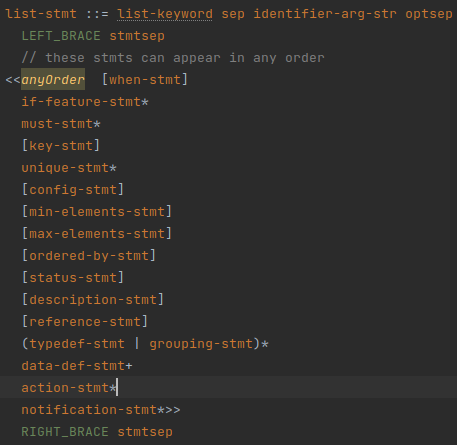 list-stmt ::= list-keyword sep identifier-arg-str optsep
LEFT_BRACE stmtsep
// these stmts can appear in any order
<<anyOrder [when-stmt]
if-feature-stmt*
must-stmt*
[key-stmt]
unique-stmt*
[config-stmt]
[min-elements-stmt]
[max-elements-stmt]
[ordered-by-stmt]
[status-stmt]
[description-stmt]
[reference-stmt]
(typedef-stmt | grouping-stmt)*
data-def-stmt+
action-stmt*
notification-stmt*>>
RIGHT_BRACE stmtsep